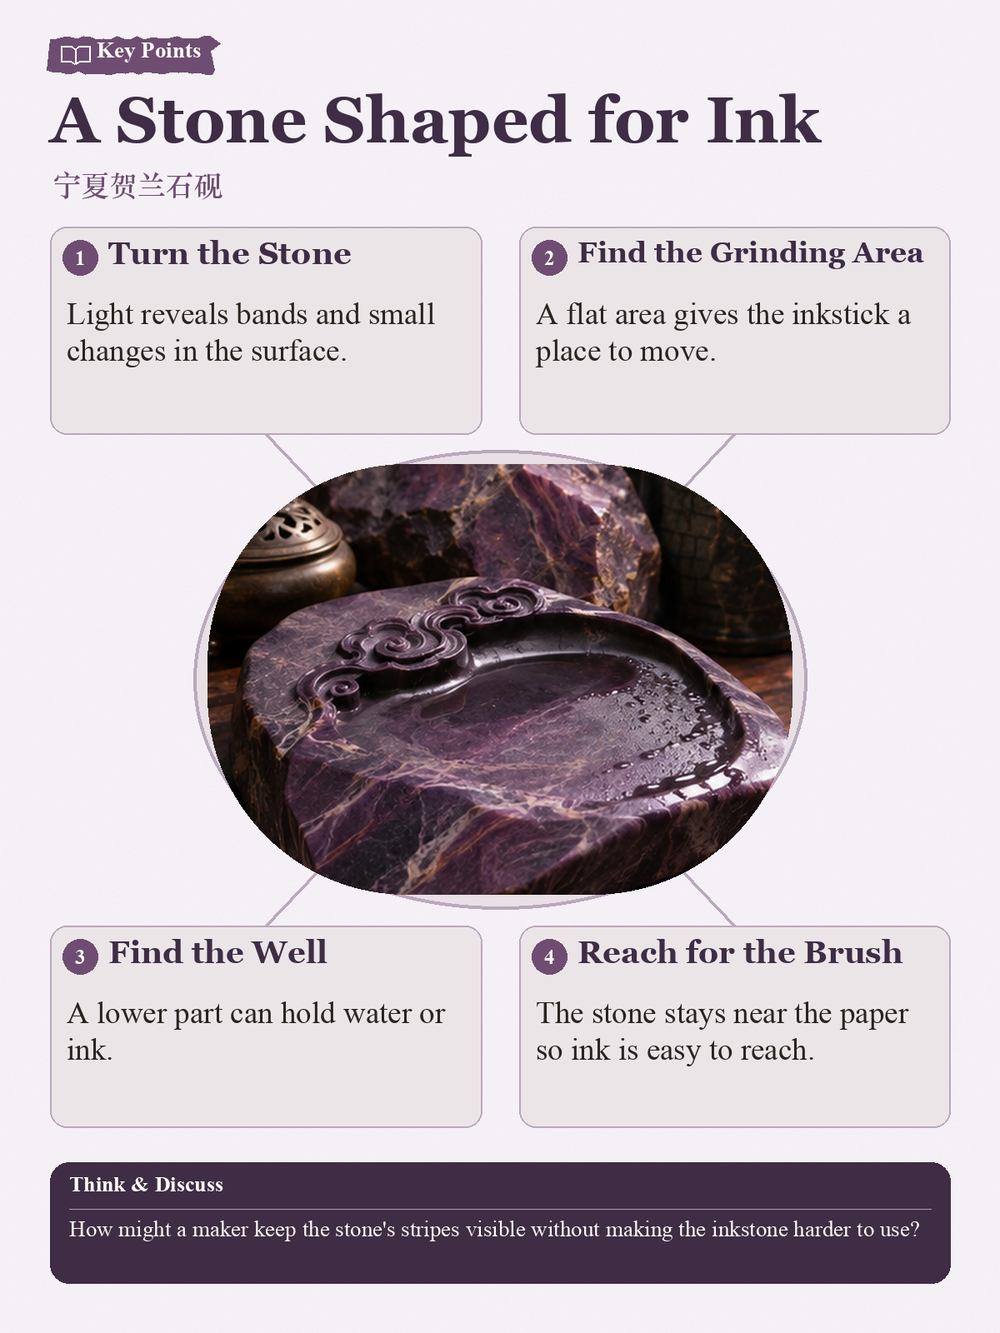 Key Points
A Stone Shaped for Ink
宁夏贺兰石砚
1 Turn the Stone
Light reveals bands and small
changes in the surface.
2 Find the Grinding Area
A flat area gives the inkstick a
place to move.
3 Find the Well
A lower part can hold water or
ink.
4 Reach for the Brush
The stone stays near the paper
so ink is easy to reach.
Think & Discuss
How might a maker keep the stone's stripes visible without making the inkstone harder to use?